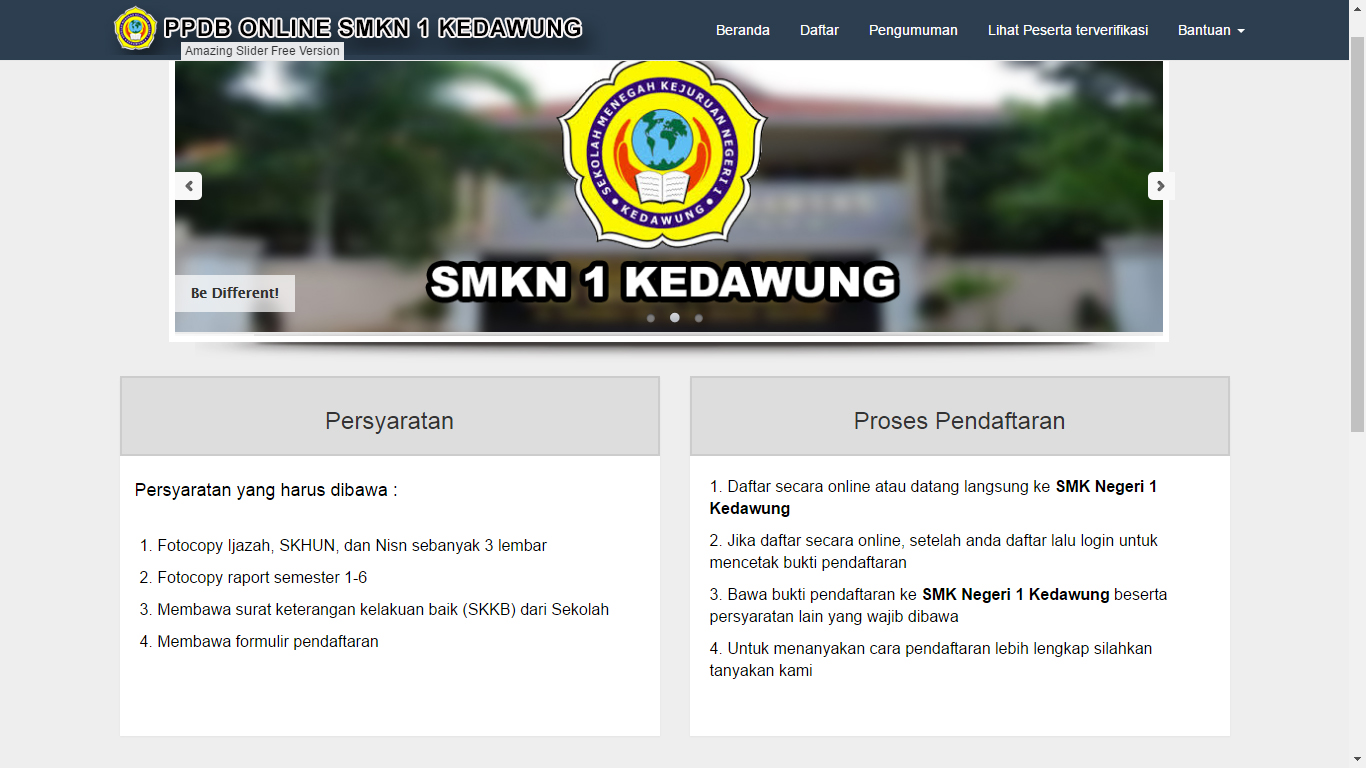 PPDB ONLINE SMKN 1 KEDAWUNG
Amazing Slider Free Version
Beranda Daftar Pengumuman Lihat Peserta terverifikasi Bantuan
SEKOLAH MENEGAH KEJURUAN NEGERI 1
KEDAWUNG
SMKN 1 KEDAWUNG
Be Different!
Persyaratan
Persyaratan yang harus dibawa :
1. Fotocopy Ijazah, SKHUN, dan Nisn sebanyak 3 lembar
2. Fotocopy raport semester 1-6
3. Membawa surat keterangan kelakuan baik (SKKB) dari Sekolah
4. Membawa formulir pendaftaran
Proses Pendaftaran
1. Daftar secara online atau datang langsung ke SMK Negeri 1
Kedawung
2. Jika daftar secara online, setelah anda daftar lalu login untuk
mencetak bukti pendaftaran
3. Bawa bukti pendaftaran ke SMK Negeri 1 Kedawung beserta
persyaratan lain yang wajib dibawa
4. Untuk menanyakan cara pendaftaran lebih lengkap silahkan
tanyakan kami